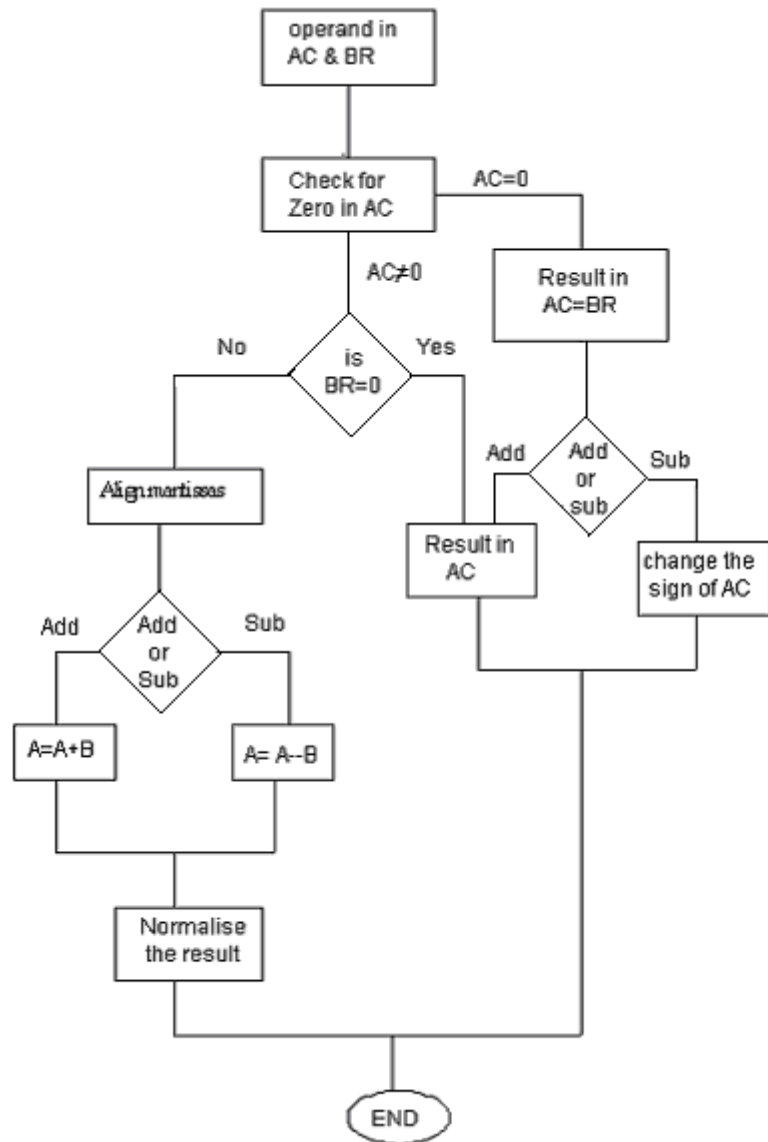 operand in
AC & BR
Check for
Zero in AC
AC=0
AC≠0
Result in
AC=BR
No
is
BR=0
Yes
Add
Add
or
sub
Sub
Align mantissas
Result in
AC
change the
sign of AC
Add
Add
or
Sub
Sub
A=A+B
A= A--B
Normalise
the result
END